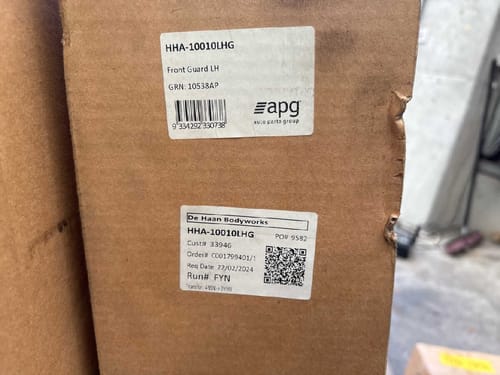 HHA-10010LHG
Front Guard LH
GRN: 10538AP
apg
auto parts group
9 334292 330738
De Haan Bodyworks
HHA-10010LHG PO# 9582
Cust# 33946
Order# C001799401/1
Req Date: 22/02/2024
Run# FYN